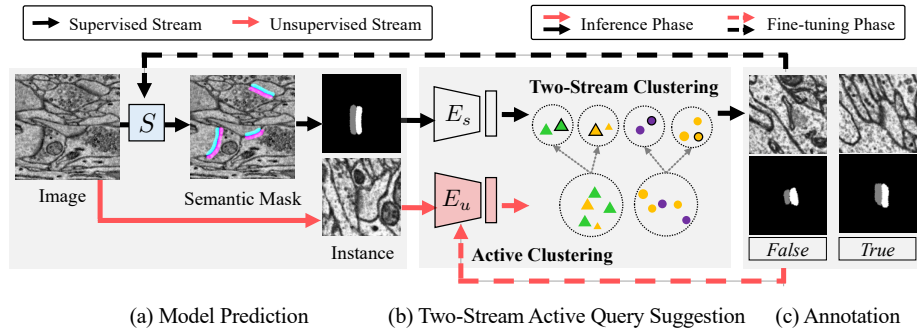 Supervised Stream
Unsupervised Stream
Inference Phase
Fine-tuning Phase
S
Image
Semantic Mask
Instance
E_s
E_u
Two-Stream Clustering
Active Clustering
False
True
(a) Model Prediction
(b) Two-Stream Active Query Suggestion
(c) Annotation